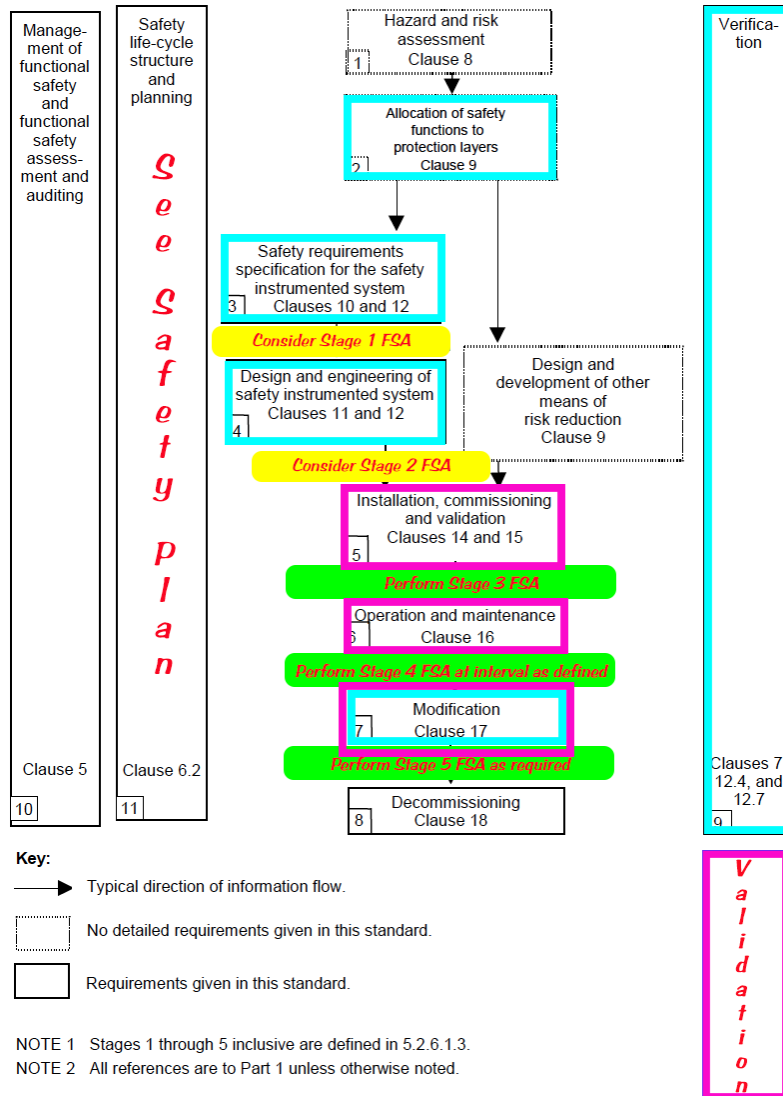 Manage-
ment of
functional
safety
and
functional
safety
assess-
ment and
auditing
Clause 5
10
Safety
life-cycle
structure
and
planning
See Safety plan
Clause 6.2
11
Hazard and risk
assessment
Clause 8
1
Allocation of safety
functions to
protection layers
Clause 9
2
Safety requirements
specification for the safety
instrumented system
3 Clauses 10 and 12
Consider Stage 1 FSA
Design and engineering of
safety instrumented system
Clauses 11 and 12
4
Design and
development of other
means of
risk reduction
Clause 9
Consider Stage 2 FSA
Installation, commissioning
and validation
Clauses 14 and 15
5
Perform Stage 3 FSA
Operation and maintenance
6 Clause 16
Perform Stage 4 FSA at interval as defined
Modification
7 Clause 17
Perform Stage 5 FSA as required
Decommissioning
8 Clause 18
Verifica-
tion
Clauses 7
12.4, and
12.7
9
Key:
Typical direction of information flow.
No detailed requirements given in this standard.
Requirements given in this standard.
NOTE 1 Stages 1 through 5 inclusive are defined in 5.2.6.1.3.
NOTE 2 All references are to Part 1 unless otherwise noted.
Validation